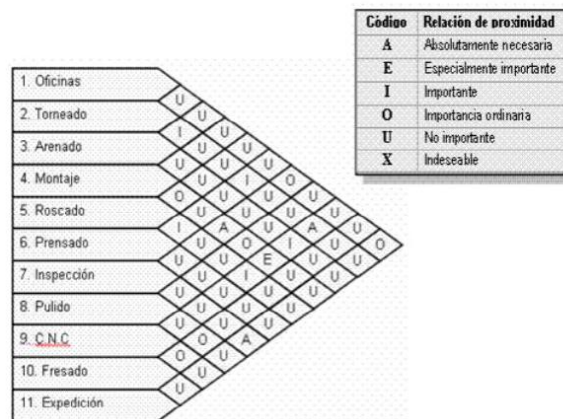 Código Relación de proximidad
A Absolutamente necesaria
E Especialmente importante
I Importante
O Importancia ordinaria
U No importante
X Indeseable
1. Oficinas
2. Torneado
3. Arenado
4. Montaje
5. Roscado
6. Prensado
7. Inspección
8. Pulido
9. C.N.C
10. Fresado
11. Expedición
U
U
I U
U U
U U U
U I O
O U U U
U U U U
I A U A U
U O I U O
U U E U U
U I U U
U U U U
U U U
U U U
O A
O U
U
U